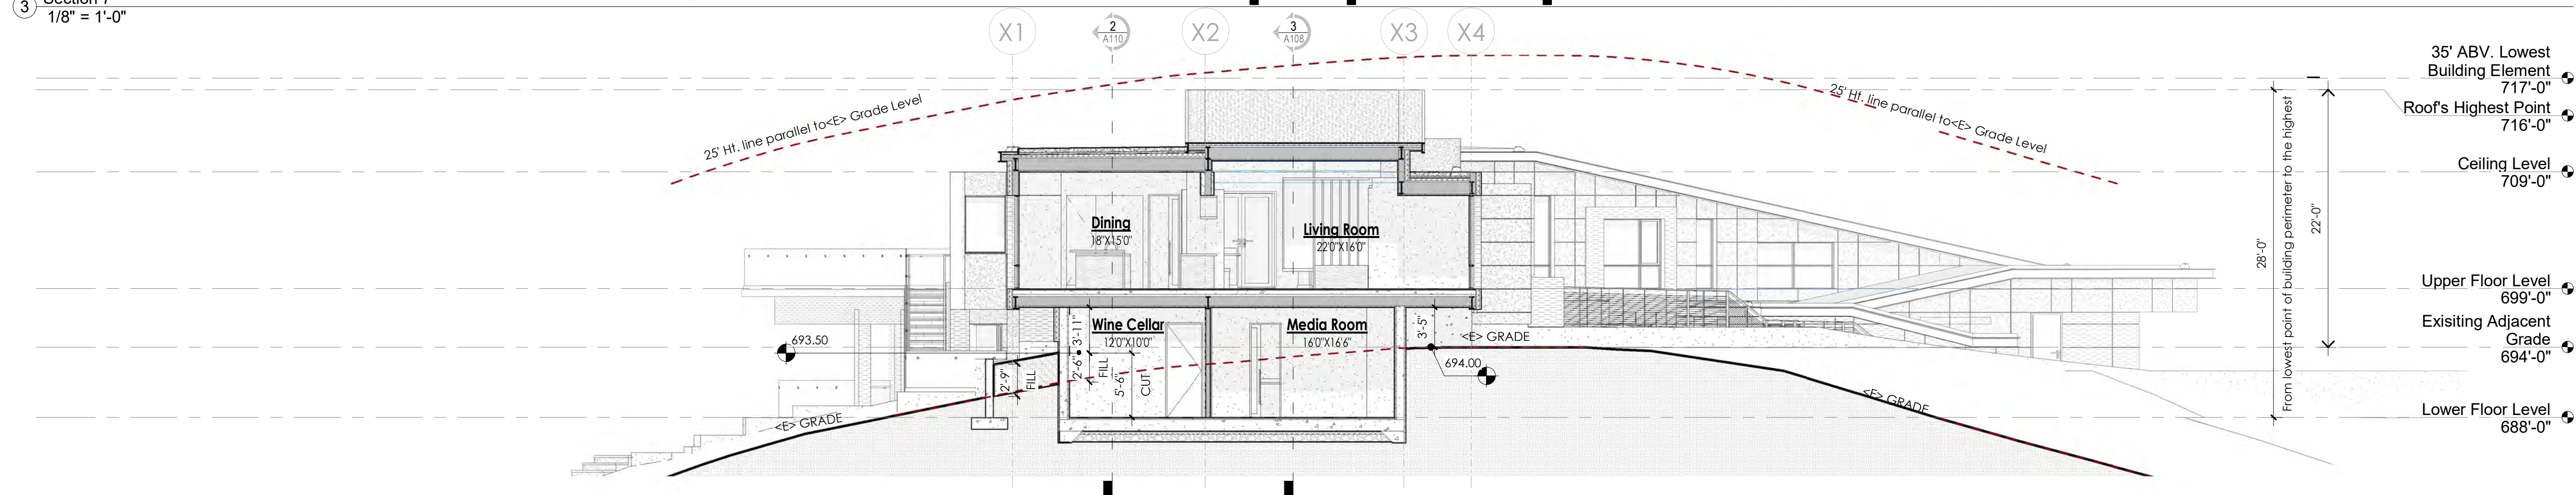 3
1/8" = 1'-0"
X1
2
A110
X2
3
A108
X3
X4
35' ABV. Lowest
Building Element
717'-0"
25' Ht. line parallel to<E> Grade Level
25' Ht. line parallel to<E> Grade Level
Roof's Highest Point
716'-0"
Ceiling Level
709'-0"
Dining
18'X15'0"
Living Room
22'0"X16'0"
22'-0"
28'-0"
From lowest point of building perimeter to the highest
Upper Floor Level
699'-0"
Wine Cellar
12'0"X10'0"
Media Room
16'0"X16'6"
3'-11"
3'-5"
<E> GRADE
Exisiting Adjacent
Grade
694'-0"
693.50
694.00
2'-6"
FILL
5'-6"
CUT
2'-9"
FILL
<E> GRADE
<E> GRADE
Lower Floor Level
688'-0"